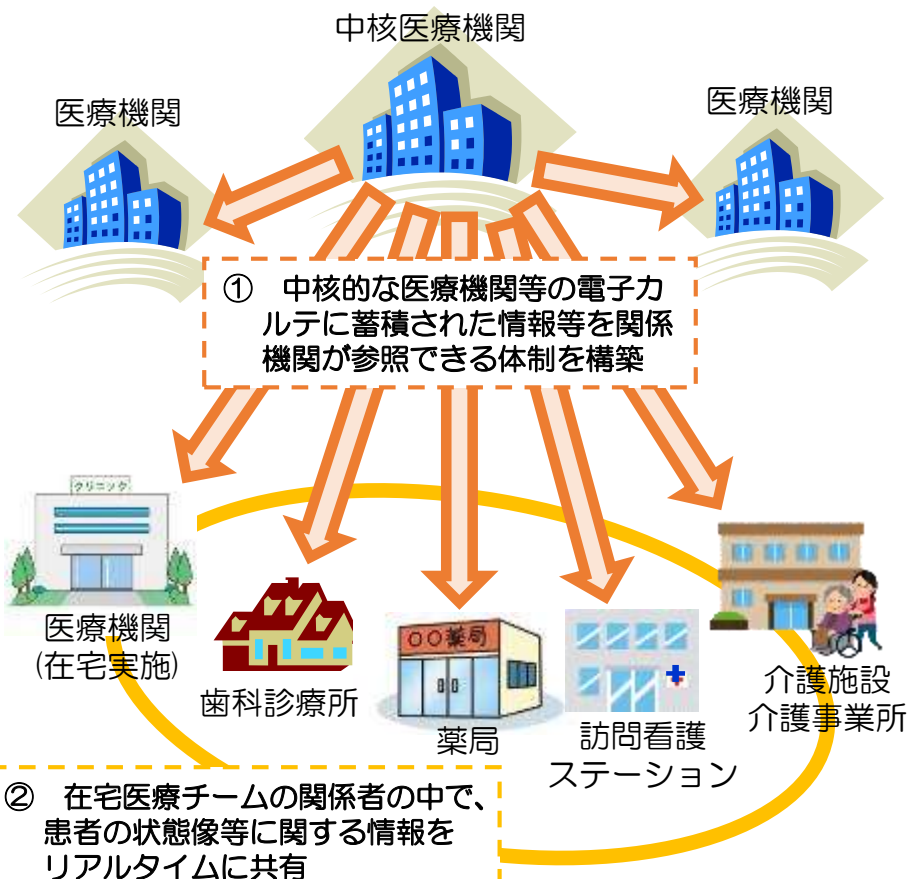 中核医療機関
医療機関
医療機関
① 中核的な医療機関等の電子カ
ルテに蓄積された情報等を関係
機関が参照できる体制を構築
クリニック
医療機関
(在宅実施)
歯科診療所
〇〇薬局
薬局
訪問看護
ステーション
介護施設
介護事業所
② 在宅医療チームの関係者の中で、
患者の状態像等に関する情報を
リアルタイムに共有